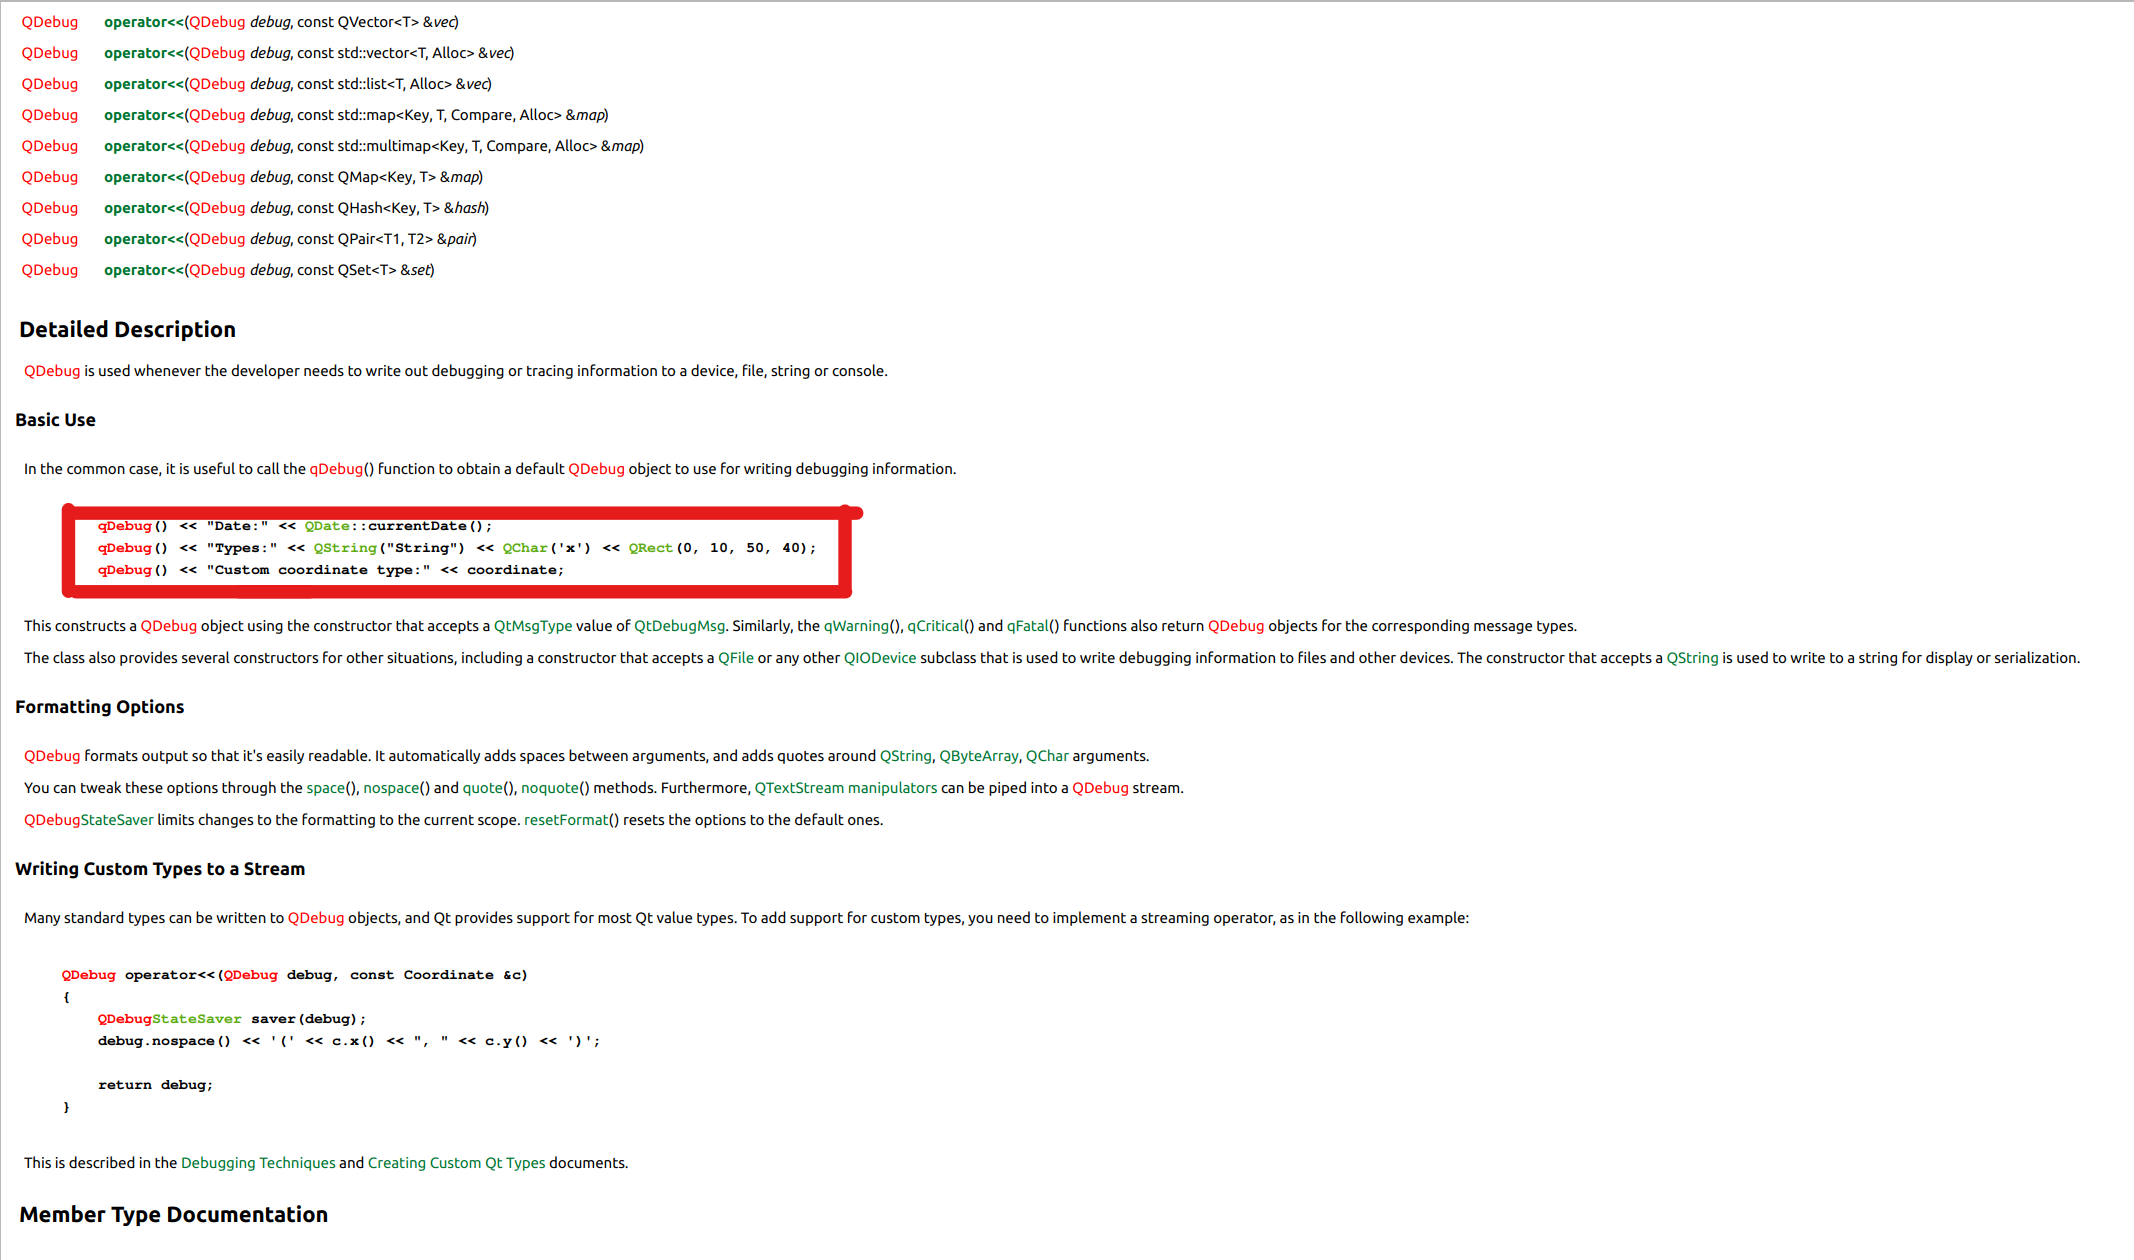 QDebug operator<<(QDebug debug, const QVector<T> &vec)
QDebug operator<<(QDebug debug, const std::vector<T, Alloc> &vec)
QDebug operator<<(QDebug debug, const std::list<T, Alloc> &vec)
QDebug operator<<(QDebug debug, const std::map<Key, T, Compare, Alloc> &map)
QDebug operator<<(QDebug debug, const std::multimap<Key, T, Compare, Alloc> &map)
QDebug operator<<(QDebug debug, const QMap<Key, T> &map)
QDebug operator<<(QDebug debug, const QHash<Key, T> &hash)
QDebug operator<<(QDebug debug, const QPair<T1, T2> &pair)
QDebug operator<<(QDebug debug, const QSet<T> &set)
Detailed Description
QDebug is used whenever the developer needs to write out debugging or tracing information to a device, file, string or console.
Basic Use
In the common case, it is useful to call the qDebug() function to obtain a default QDebug object to use for writing debugging information.
qDebug() << "Date:" << QDate::currentDate();
qDebug() << "Types:" << QString("String") << QChar('x') << QRect(0, 10, 50, 40);
qDebug() << "Custom coordinate type:" << coordinate;
This constructs a QDebug object using the constructor that accepts a QtMsgType value of QtDebugMsg. Similarly, the qWarning(), qCritical() and qFatal() functions also return QDebug objects for the corresponding message types.
The class also provides several constructors for other situations, including a constructor that accepts a QFile or any other QIODevice subclass that is used to write debugging information to files and other devices. The constructor that accepts a QString is used to write to a string for display or serialization.
Formatting Options
QDebug formats output so that it's easily readable. It automatically adds spaces between arguments, and adds quotes around QString, QByteArray, QChar arguments.
You can tweak these options through the space(), nospace() and quote(), noquote() methods. Furthermore, QTextStream manipulators can be piped into a QDebug stream.
QDebugStateSaver limits changes to the formatting to the current scope. resetFormat() resets the options to the default ones.
Writing Custom Types to a Stream
Many standard types can be written to QDebug objects, and Qt provides support for most Qt value types. To add support for custom types, you need to implement a streaming operator, as in the following example:
QDebug operator<<(QDebug debug, const Coordinate &c)
{
QDebugStateSaver saver(debug);
debug.nospace() << '(' << c.x() << ", " << c.y() << ')';
return debug;
}
This is described in the Debugging Techniques and Creating Custom Qt Types documents.
Member Type Documentation